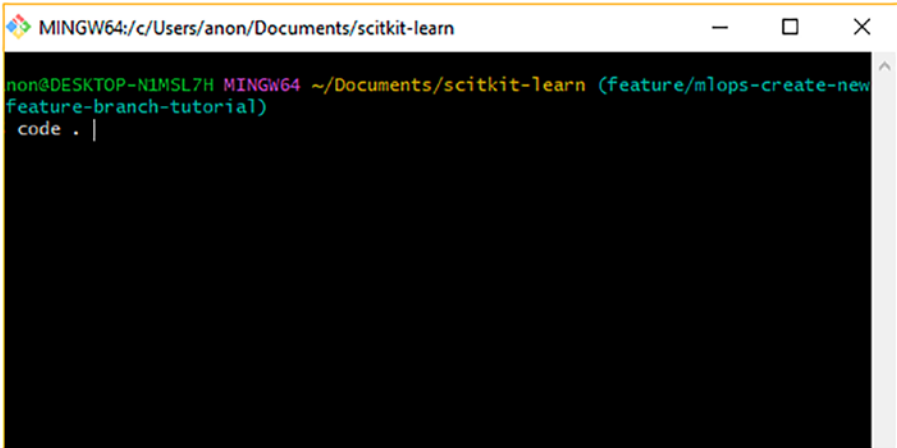 MINGW64:/c/Users/anon/Documents/scitkit-learn
non@DESKTOP-N1MSL7H MINGW64 ~/Documents/scitkit-learn (feature/mlops-create-new
feature-branch-tutorial)
code .